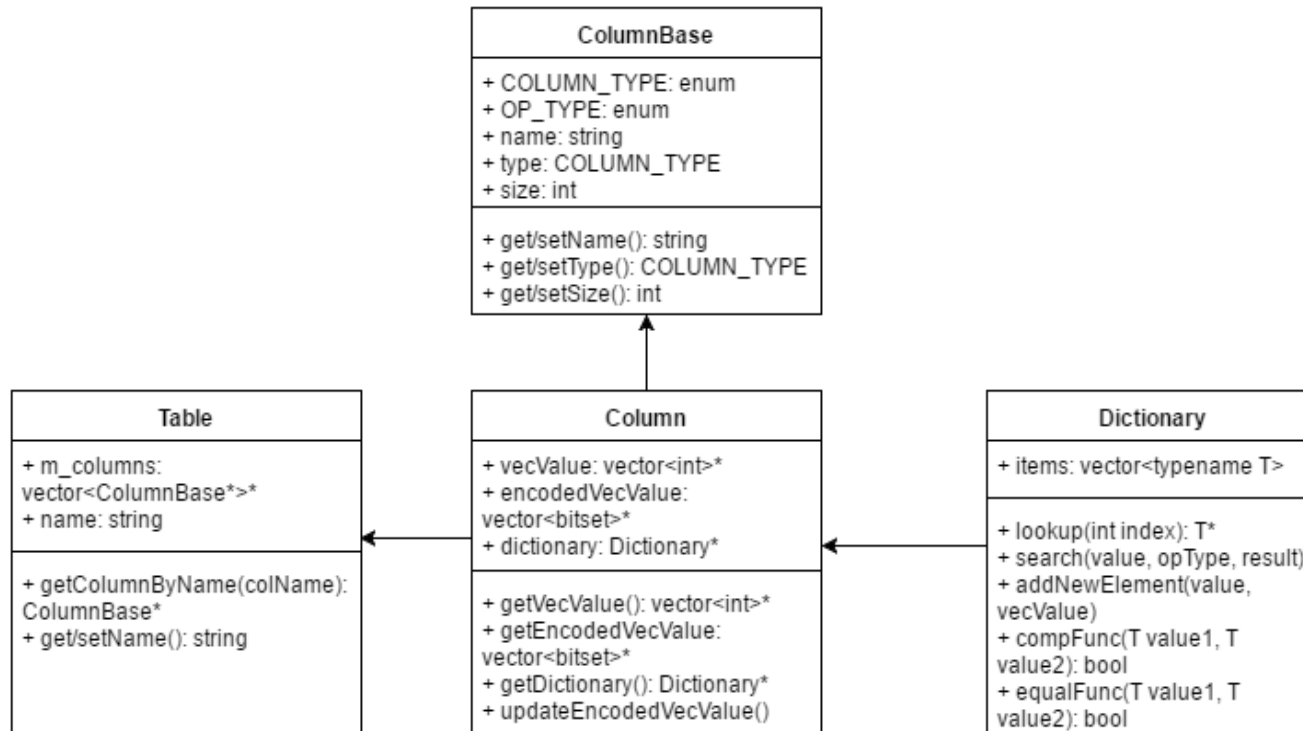 ColumnBase
+ COLUMN_TYPE: enum
+ OP_TYPE: enum
+ name: string
+ type: COLUMN_TYPE
+ size: int
+ get/setName(): string
+ get/setType(): COLUMN_TYPE
+ get/setSize(): int
Table
+ m_columns:
vector<ColumnBase*>*
+ name: string
+ getColumnByName(colName):
ColumnBase*
+ get/setName(): string
Column
+ vecValue: vector<int>*
+ encodedVecValue:
vector<bitset>*
+ dictionary: Dictionary*
+ getVecValue(): vector<int>*
+ getEncodedVecValue:
vector<bitset>*
+ getDictionary(): Dictionary*
+ updateEncodedVecValue()
Dictionary
+ items: vector<typename T>
+ lookup(int index): T*
+ search(value, opType, result)
+ addNewElement(value,
vecValue)
+ compFunc(T value1, T
value2): bool
+ equalFunc(T value1, T
value2): bool